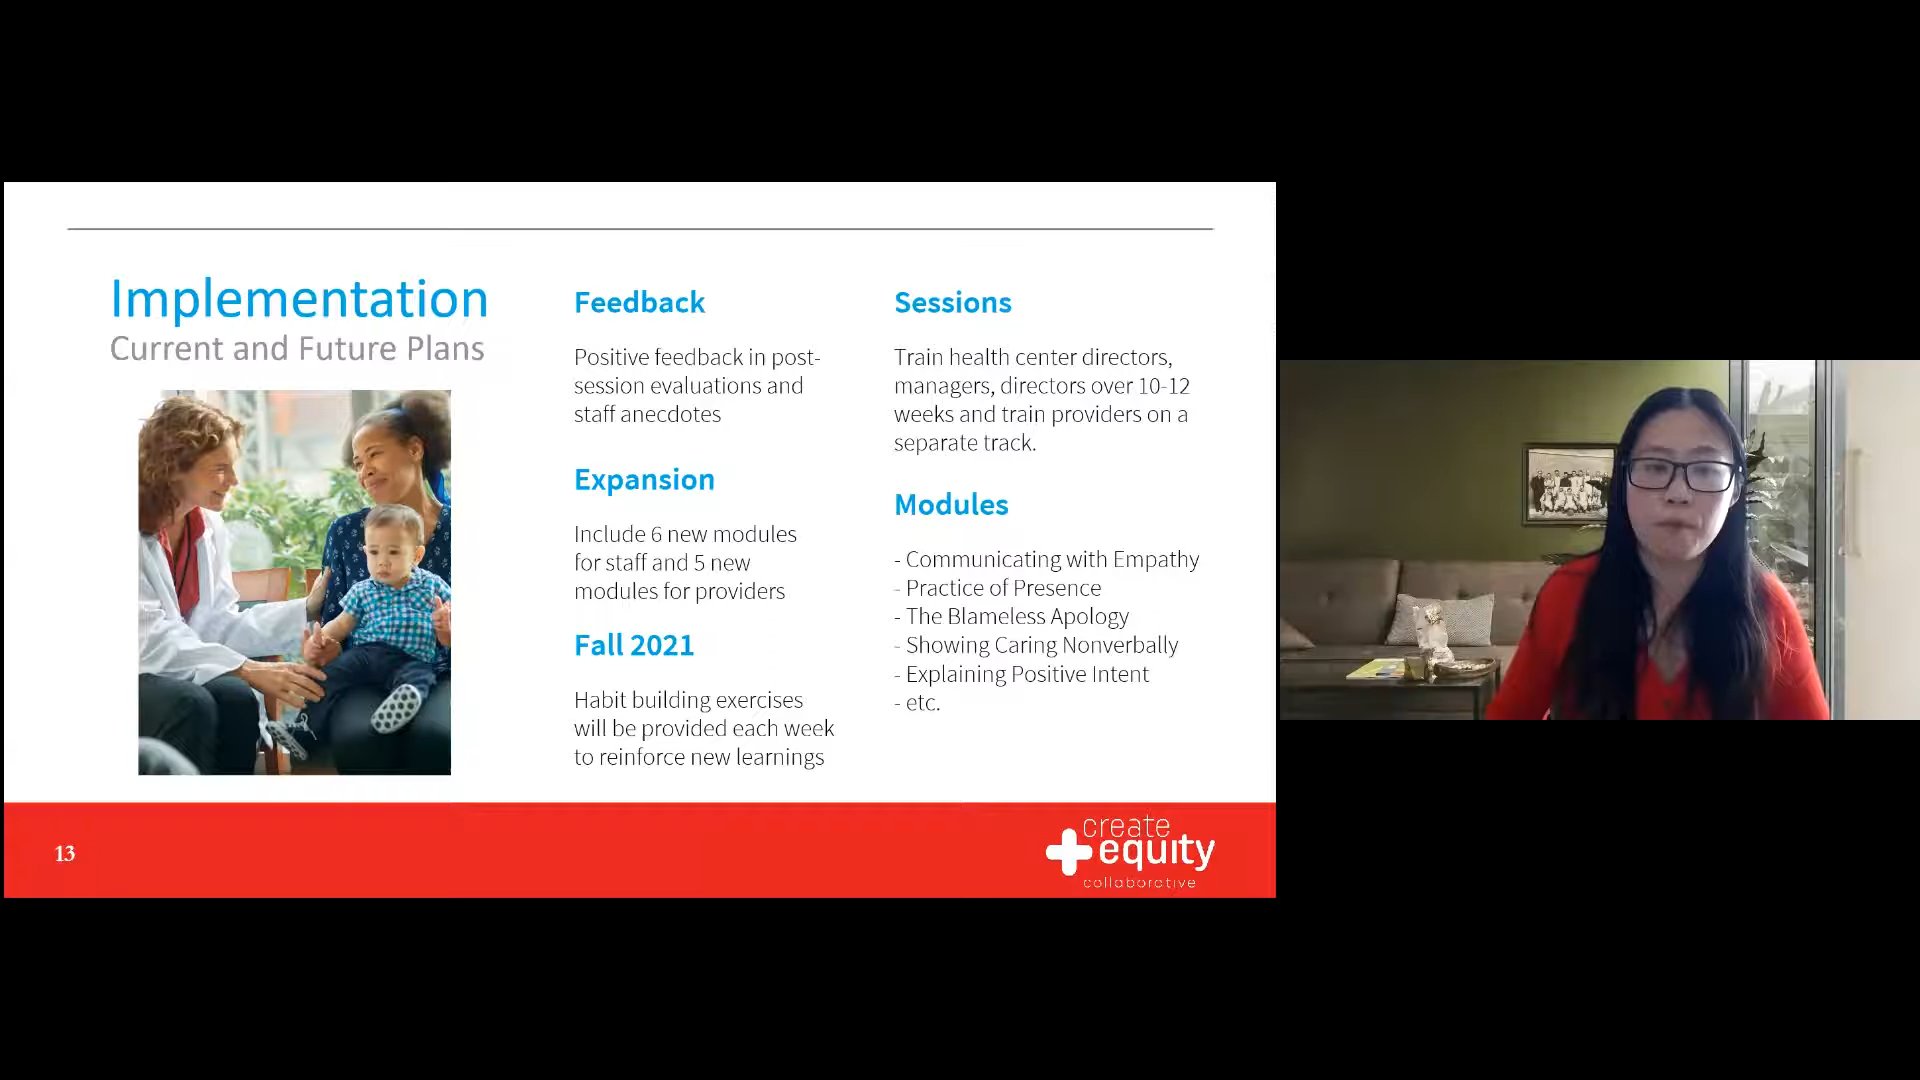 Implementation
Current and Future Plans
Feedback
Positive feedback in post-
session evaluations and
staff anecdotes
Expansion
Include 6 new modules
for staff and 5 new
modules for providers
Fall 2021
Habit building exercises
will be provided each week
to reinforce new learnings
Sessions
Train health center directors,
managers, directors over 10-12
weeks and train providers on a
separate track.
Modules
- Communicating with Empathy
- Practice of Presence
- The Blameless Apology
- Showing Caring Nonverbally
- Explaining Positive Intent
- etc.
13
create
equity
collaborative